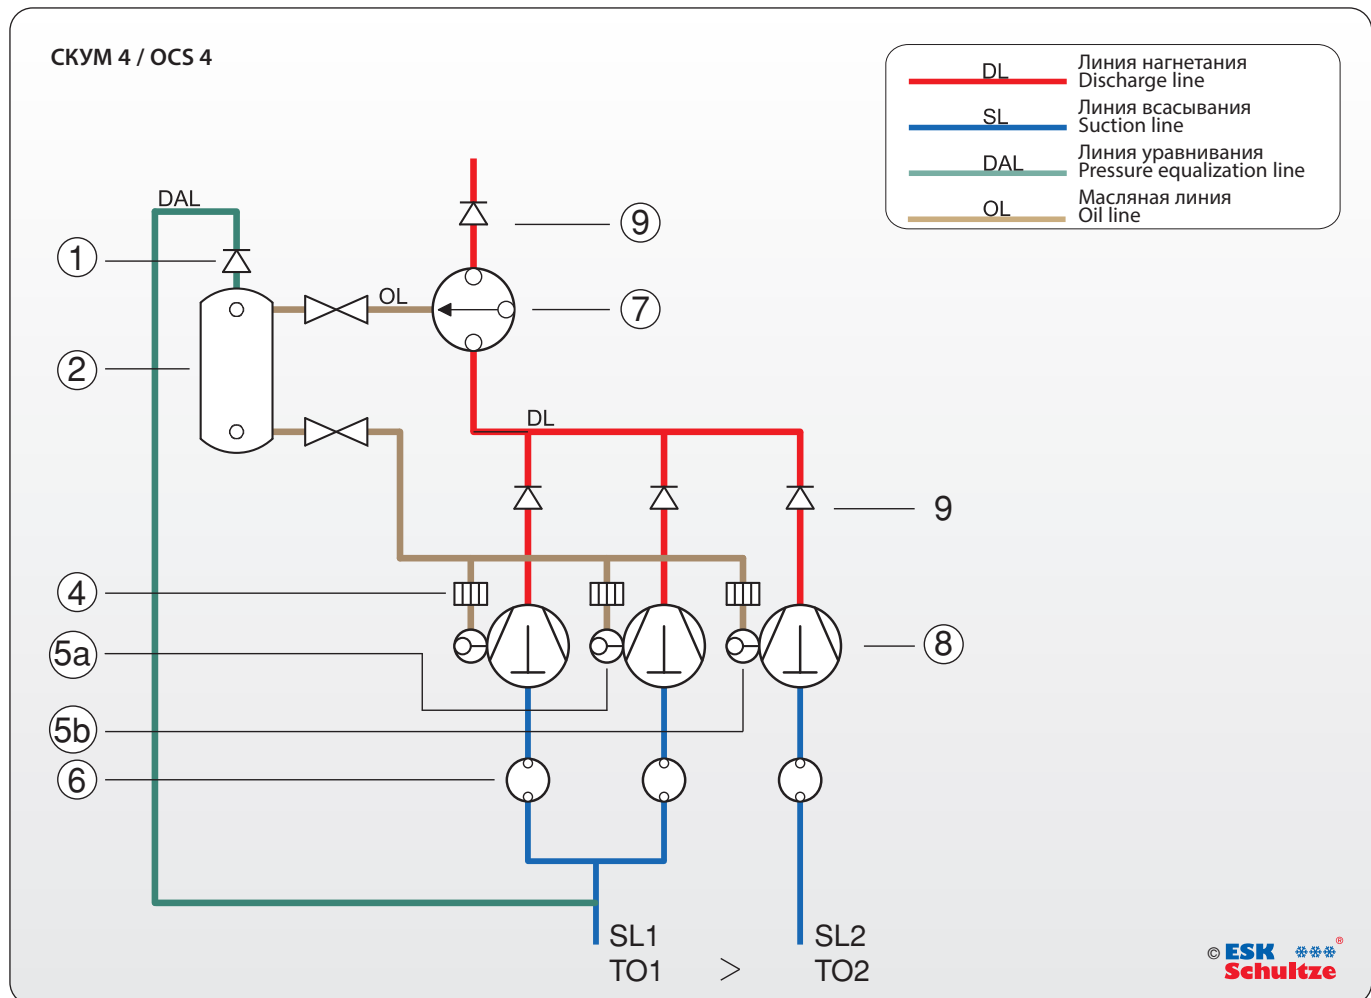 СКУМ 4 / OCS 4
DL
Линия нагнетания
Discharge line
SL
Линия всасывания
Suction line
DAL
Линия уравнивания
Pressure equalization line
OL
Масляная линия
Oil line
DAL
9
1
OL
7
2
DL
9
4
8
5a
5b
6
SL1
SL2
TO1 > TO2
© ESK ®
Schultze